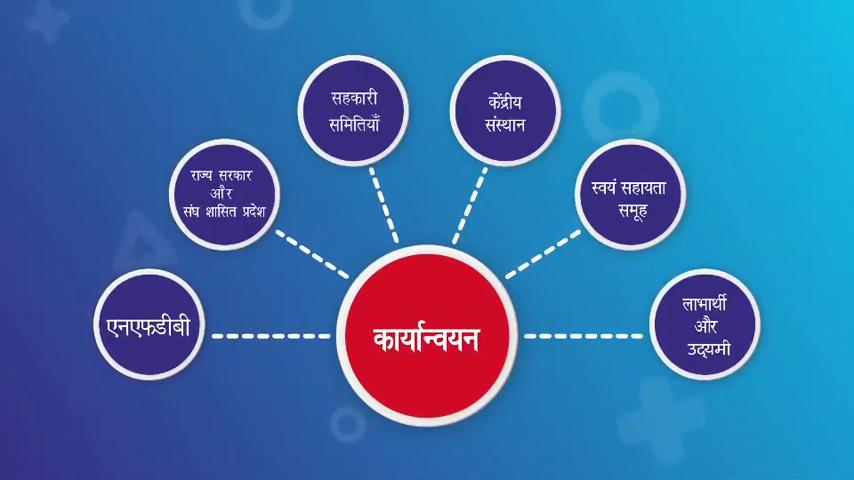 सहकारी
समितियाँ
केंद्रीय
संस्थान
राज्य सरकार
और
संघ शासित प्रदेश
स्वयं सहायता
समूह
एनएफडीबी
कार्यान्वयन
लाभार्थी
और
उद्यमी